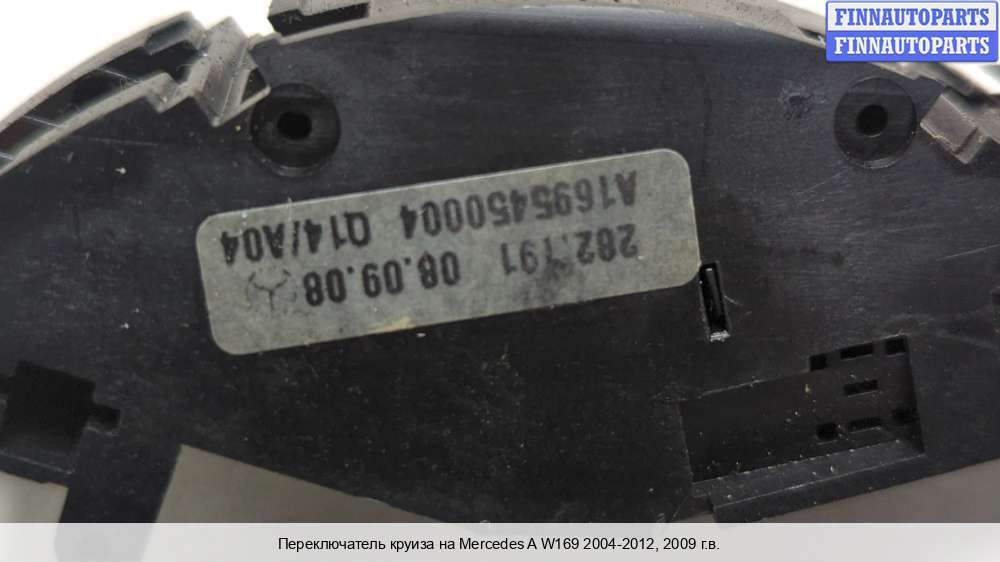 FINNAUTOPARTS
FINNAUTOPARTS
A1695450004 Q14/A04
282.191 08.09.08
Переключатель круиза на Mercedes A W169 2004-2012, 2009 г.в.